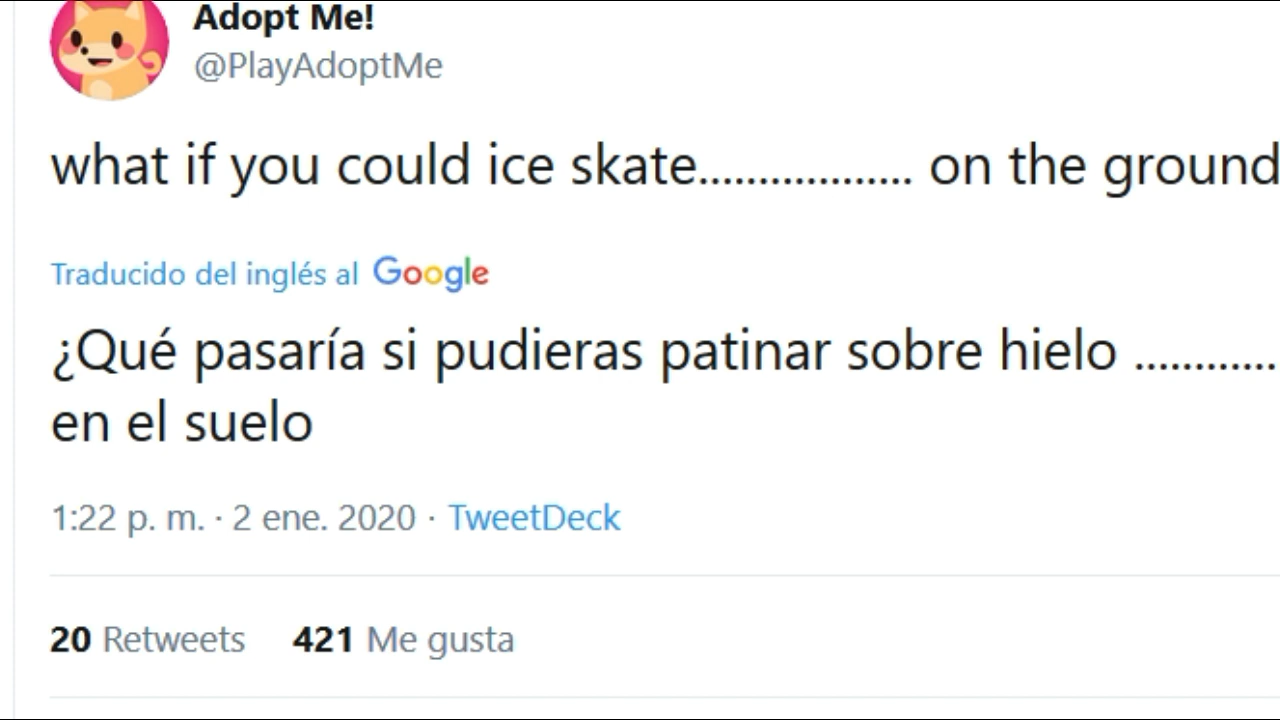 Adopt Me!
@PlayAdoptMe
what if you could ice skate.................. on the ground
Traducido del inglés al Google
¿Qué pasaría si pudieras patinar sobre hielo ............
en el suelo
1:22 p. m. · 2 ene. 2020 · TweetDeck
20 Retweets 421 Me gusta